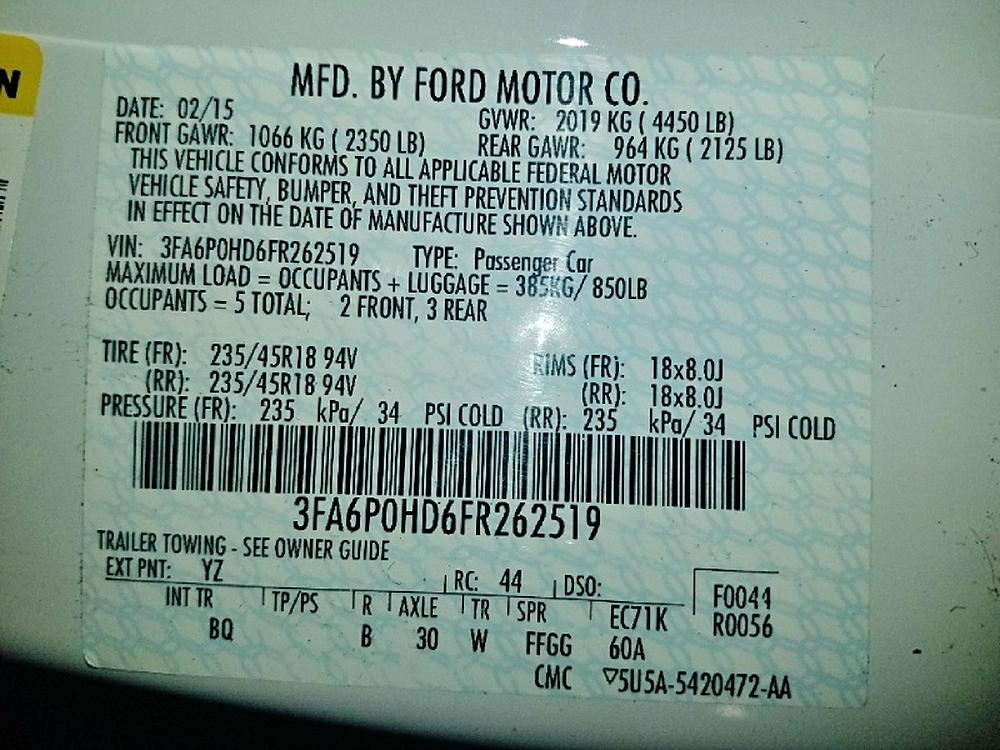 N
MFD. BY FORD MOTOR CO.
DATE: 02/15 GVWR: 2019 KG ( 4450 LB)
FRONT GAWR: 1066 KG ( 2350 LB) REAR GAWR: 964 KG ( 2125 LB)
THIS VEHICLE CONFORMS TO ALL APPLICABLE FEDERAL MOTOR
VEHICLE SAFETY, BUMPER, AND THEFT PREVENTION STANDARDS
IN EFFECT ON THE DATE OF MANUFACTURE SHOWN ABOVE.
VIN: 3FA6P0HD6FR262519 TYPE: Passenger Car
MAXIMUM LOAD = OCCUPANTS + LUGGAGE = 385KG/ 850LB
OCCUPANTS = 5 TOTAL; 2 FRONT, 3 REAR
TIRE (FR): 235/45R18 94V RIMS (FR): 18x8.0J
(RR): 235/45R18 94V (RR): 18x8.0J
PRESSURE (FR): 235 kPa/ 34 PSI COLD (RR): 235 kPa/ 34 PSI COLD
3FA6P0HD6FR262519
TRAILER TOWING - SEE OWNER GUIDE
EXT PNT: YZ RC: 44 DSO: F0044
INT TR TP/PS R AXLE TR SPR EC71K R0056
BQ B 30 W FFGG 60A
CMC ▽5U5A-5420472-AA